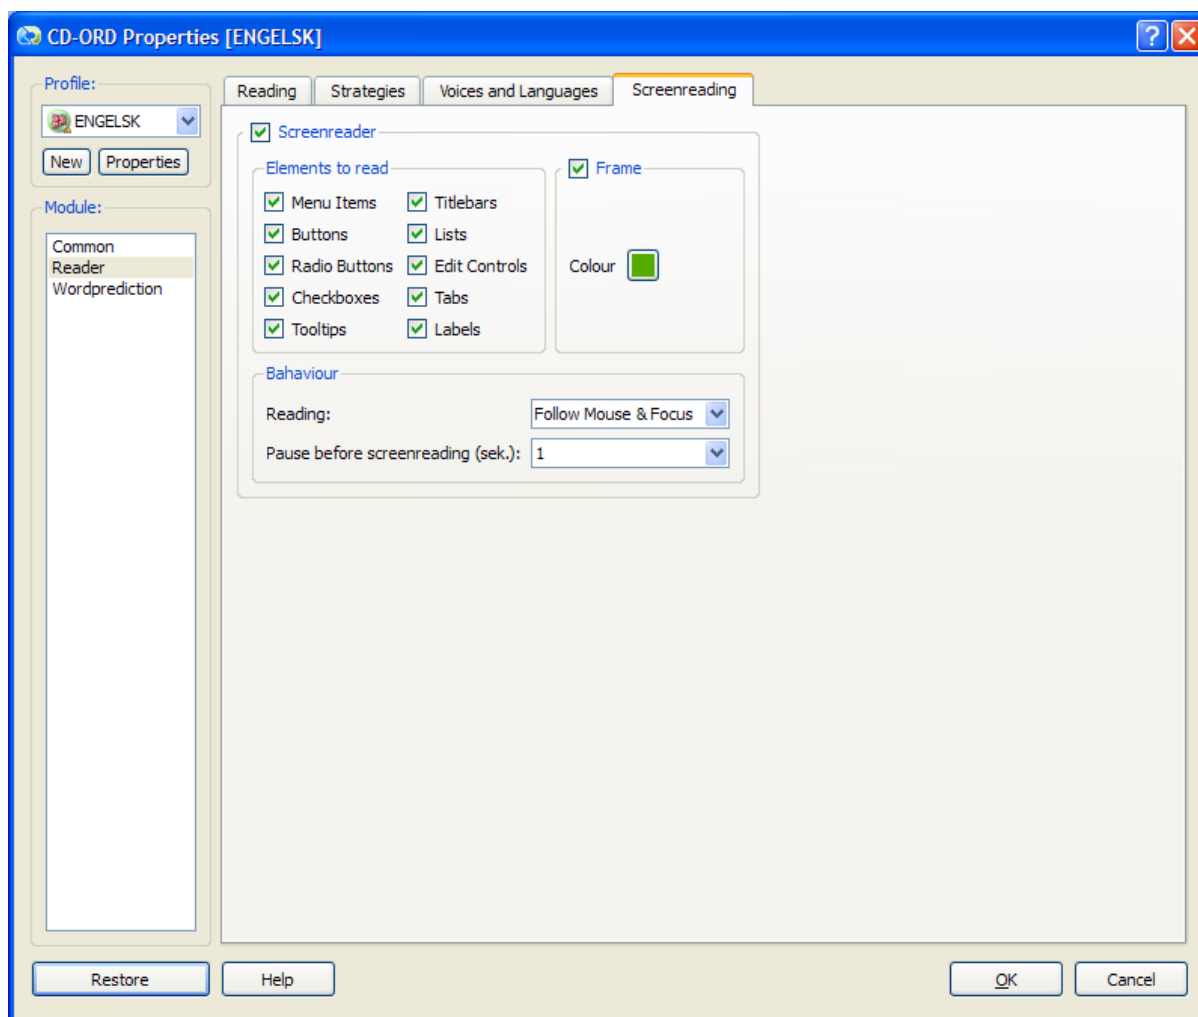 CD-ORD Properties [ENGELSK]
Profile:
ENGELSK
New Properties
Module:
Common
Reader
Wordprediction
Reading Strategies Voices and Languages Screenreading
Screenreader
Elements to read
Menu Items Titlebars
Buttons Lists
Radio Buttons Edit Controls
Checkboxes Tabs
Tooltips Labels
Frame
Colour
Bahaviour
Reading: Follow Mouse & Focus
Pause before screenreading (sek.): 1
Restore Help OK Cancel